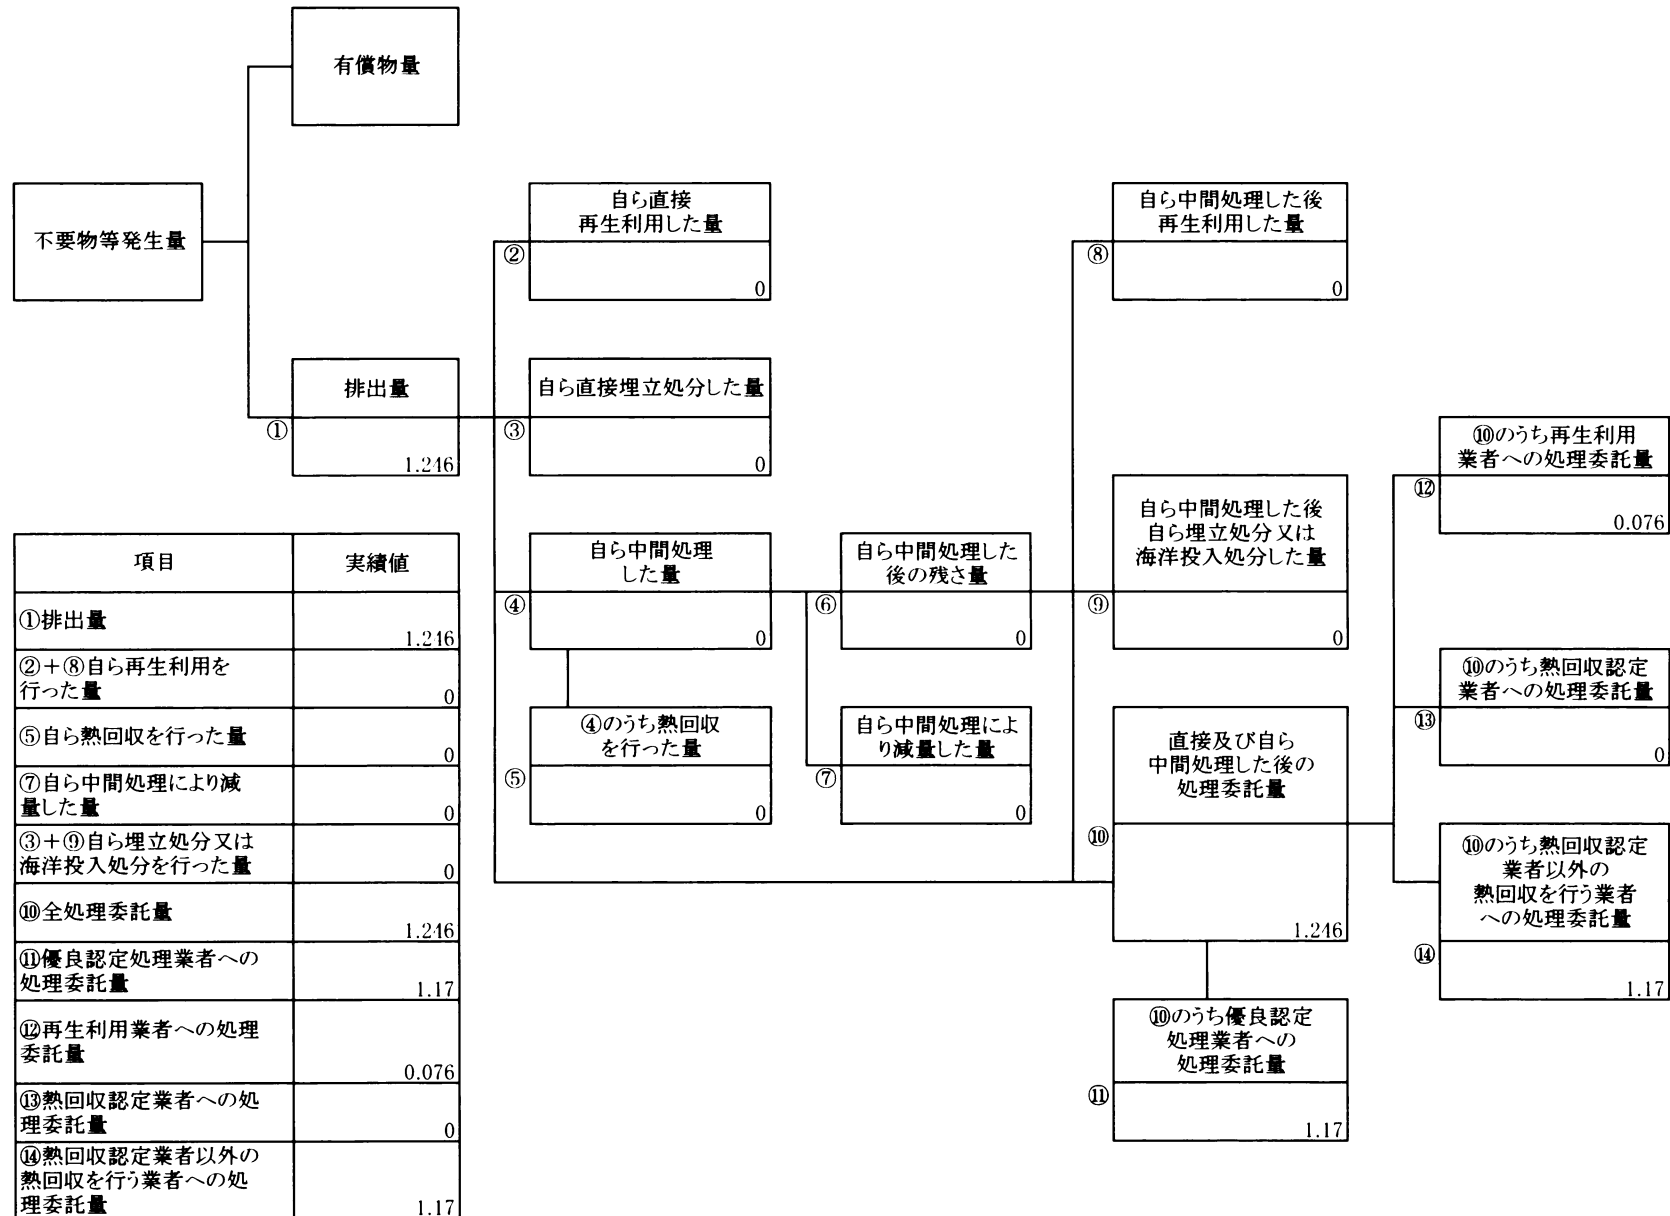 有償物量
不要物等発生量
自ら直接
再生利用した量
②
0
自ら中間処理した後
再生利用した量
⑧
0
排出量
①
1.246
自ら直接埋立処分した量
③
0
⑩のうち再生利用
業者への処理委託量
⑫
0.076
自ら中間処理
した量
④
0
自ら中間処理した
後の残さ量
⑥
0
自ら中間処理した後
自ら埋立処分又は
海洋投入処分した量
⑨
0
⑩のうち熱回収認定
業者への処理委託量
⑬
0
④のうち熱回収
を行った量
⑤
0
自ら中間処理によ
り減量した量
⑦
0
直接及び自ら
中間処理した後の
処理委託量
⑩
1.246
⑩のうち熱回収認定
業者以外の
熱回収を行う業者
への処理委託量
⑭
1.17
⑩のうち優良認定
処理業者への
処理委託量
⑪
1.17
項目 実績値
①排出量
1.246
②+⑧自ら再生利用を
行った量
0
⑤自ら熱回収を行った量
0
⑦自ら中間処理により減
量した量
0
③+⑨自ら埋立処分又は
海洋投入処分を行った量
0
⑩全処理委託量
1.246
⑪優良認定処理業者への
処理委託量
1.17
⑫再生利用業者への処理
委託量
0.076
⑬熱回収認定業者への処
理委託量
0
⑭熱回収認定業者以外の
熱回収を行う業者への処
理委託量
1.17